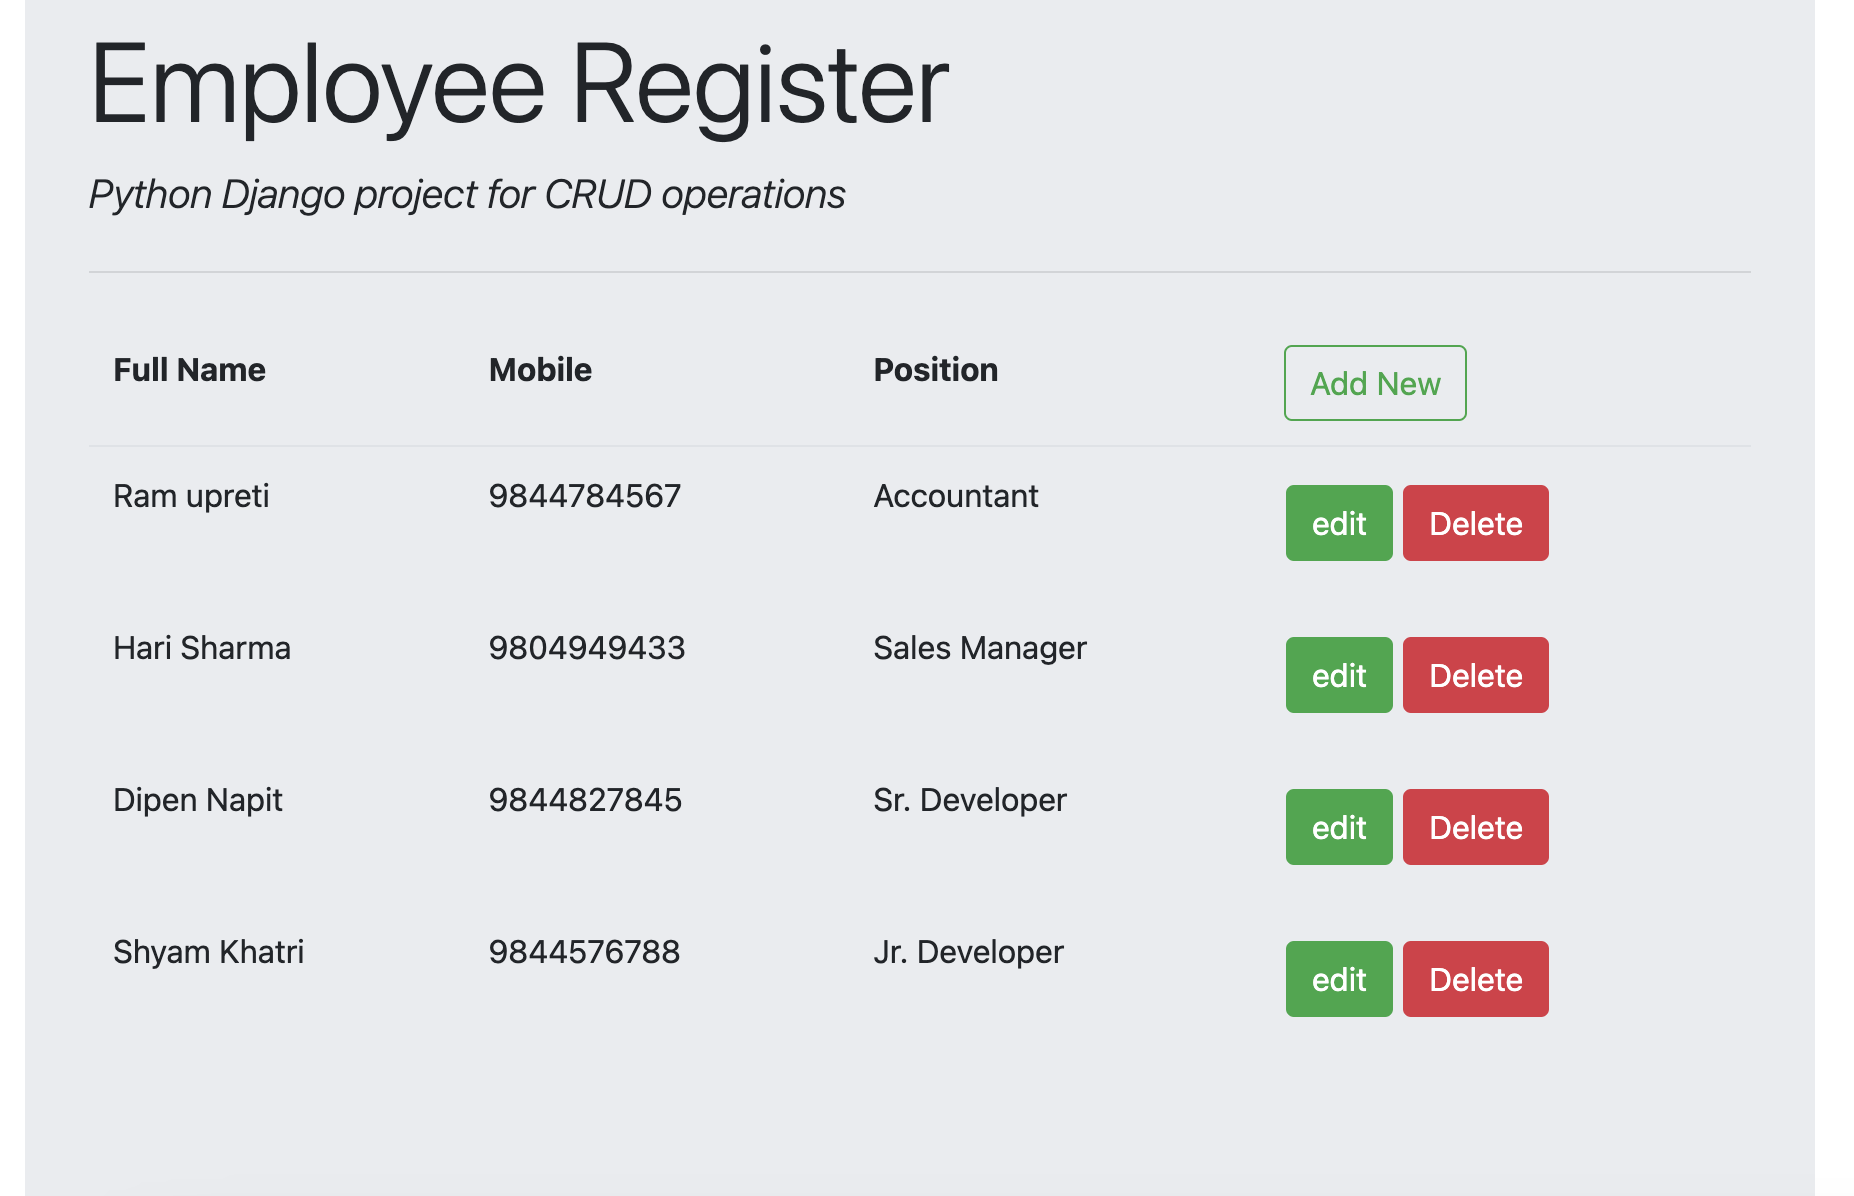 Employee Register
Python Django project for CRUD operations
Full Name Mobile Position Add New
Ram upreti 9844784567 Accountant edit Delete
Hari Sharma 9804949433 Sales Manager edit Delete
Dipen Napit 9844827845 Sr. Developer edit Delete
Shyam Khatri 9844576788 Jr. Developer edit Delete